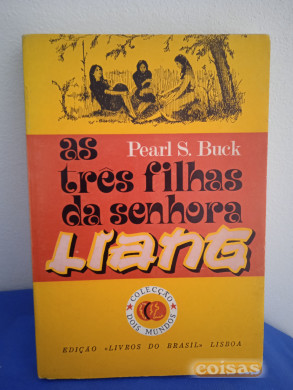 Pearl S. Buck
as
três filhas
da senhora
liang
COLECÇÃO
DOIS MUNDOS
EDIÇÃO «LIVROS DO BRASIL» LISBOA
coisas